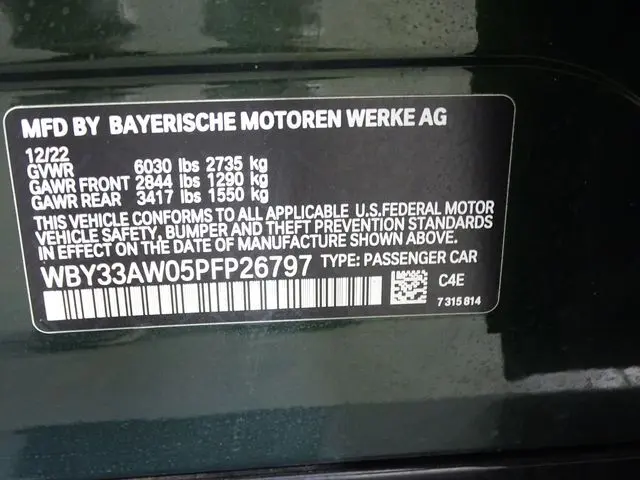 MFD BY BAYERISCHE MOTOREN WERKE AG
12/22
GVWR 6030 lbs 2735 kg
GAWR FRONT 2844 lbs 1290 kg
GAWR REAR 3417 lbs 1550 kg
THIS VEHICLE CONFORMS TO ALL APPLICABLE U.S.FEDERAL MOTOR
VEHICLE SAFETY, BUMPER AND THEFT PREVENTION STANDARDS
IN EFFECT ON THE DATE OF MANUFACTURE SHOWN ABOVE.
WBY33AW05PFP26797 TYPE: PASSENGER CAR
C4E
7 315 814